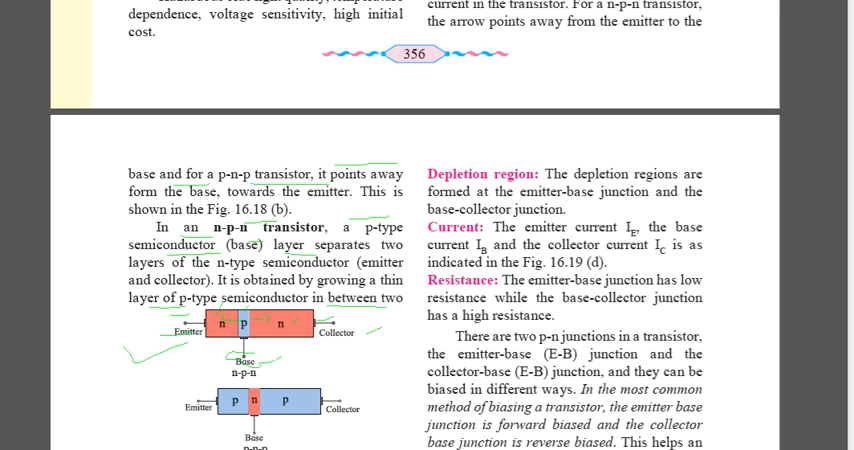 dependence, voltage sensitivity, high initial
cost.
current in the transistor. For a n-p-n transistor,
the arrow points away from the emitter to the
356
base and for a p-n-p transistor, it points away
form the base, towards the emitter. This is
shown in the Fig. 16.18 (b).
In an n-p-n transistor, a p-type
semiconductor (base) layer separates two
layers of the n-type semiconductor (emitter
and collector). It is obtained by growing a thin
layer of p-type semiconductor in between two
n p n
Emitter
Collector
Base
n-p-n
p n p
Emitter
Collector
Base
p-n-p
Depletion region: The depletion regions are
formed at the emitter-base junction and the
base-collector junction.
Current: The emitter current IE, the base
current IB and the collector current IC is as
indicated in the Fig. 16.19 (d).
Resistance: The emitter-base junction has low
resistance while the base-collector junction
has a high resistance.
There are two p-n junctions in a transistor,
the emitter-base (E-B) junction and the
collector-base (E-B) junction, and they can be
biased in different ways. In the most common
method of biasing a transistor, the emitter base
junction is forward biased and the collector
base junction is reverse biased. This helps an